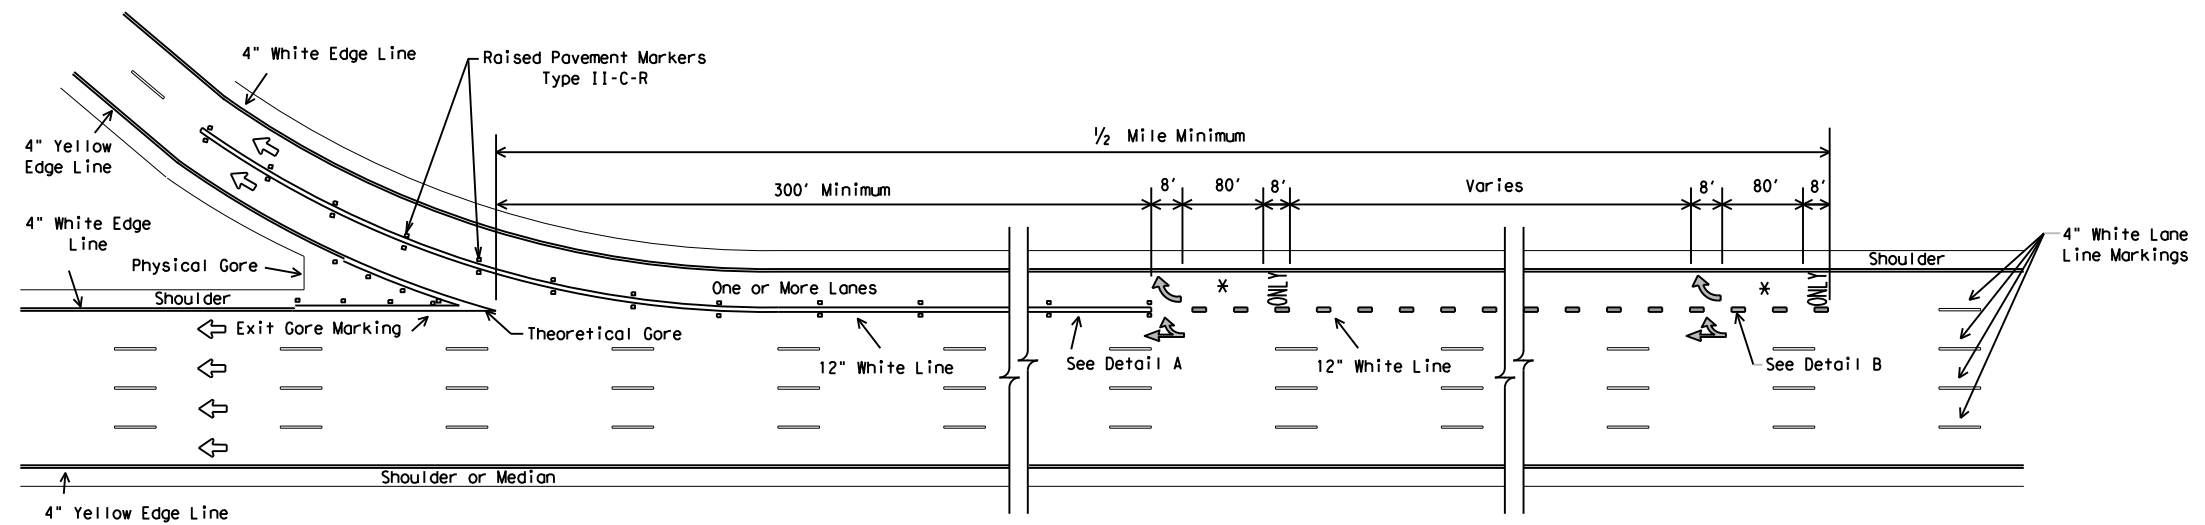 4" White Edge Line
Raised Pavement Markers
Type II-C-R
4" Yellow
Edge Line
½ Mile Minimum
300' Minimum
8'
80'
8'
Varies
8'
80'
8'
4" White Edge
Line
Physical Gore
Shoulder
Exit Gore Marking
Theoretical Gore
One or More Lanes
12" White Line
See Detail A
*
ONLY
12" White Line
*
ONLY
See Detail B
Shoulder
4" White Lane
Line Markings
Shoulder or Median
4" Yellow Edge Line